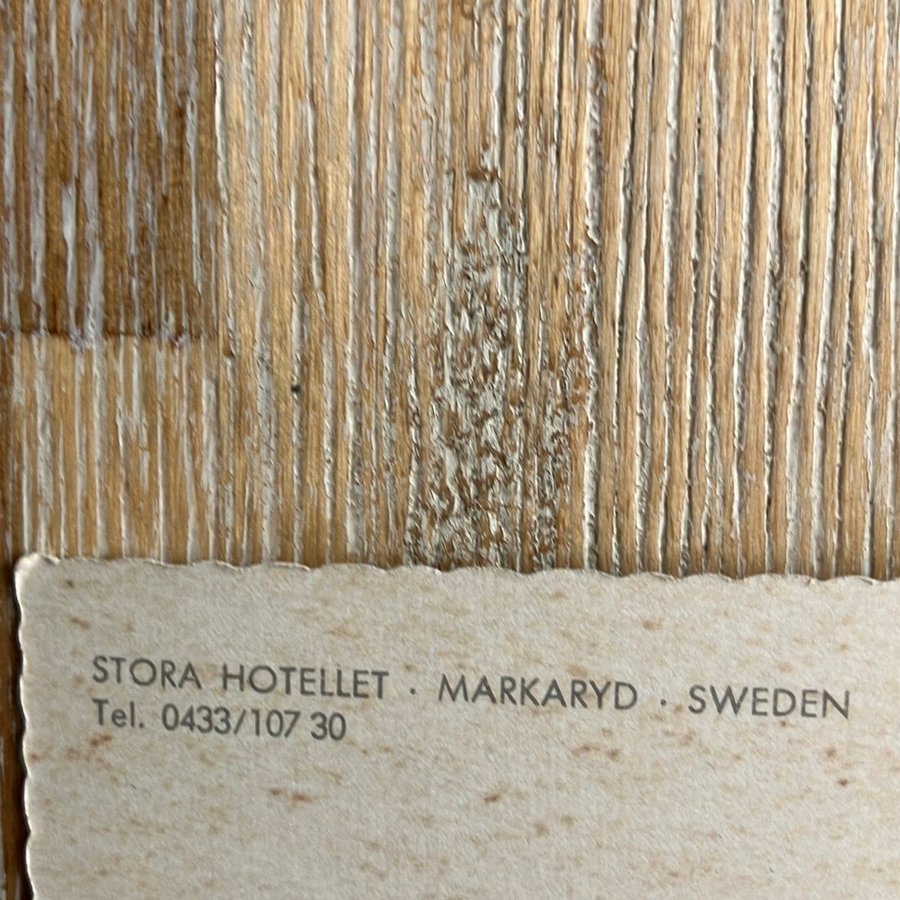 STORA HOTELLET · MARKARYD · SWEDEN
Tel. 0433/107 30